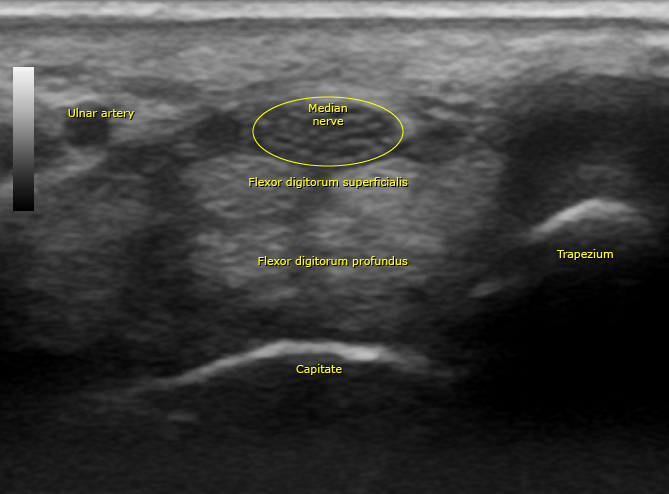 Median
nerve
Ulnar artery
Flexor digitorum superficialis
Flexor digitorum profundus
Trapezium
Capitate